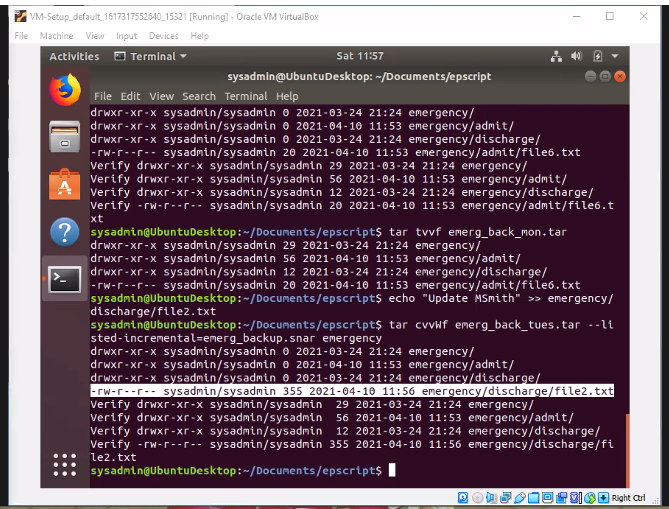 VM-Setup_default_1617317552640_15321 [Running] - Oracle VM VirtualBox
File Machine View Input Devices Help
Activities Terminal Sat 11:57
sysadmin@UbuntuDesktop: ~/Documents/epscript
File Edit View Search Terminal Help
drwxr-xr-x sysadmin/sysadmin 0 2021-03-24 21:24 emergency/
drwxr-xr-x sysadmin/sysadmin 0 2021-04-10 11:53 emergency/admit/
drwxr-xr-x sysadmin/sysadmin 0 2021-03-24 21:24 emergency/discharge/
-rw-r--r-- sysadmin/sysadmin 20 2021-04-10 11:53 emergency/admit/file6.txt
Verify drwxr-xr-x sysadmin/sysadmin 29 2021-03-24 21:24 emergency/
Verify drwxr-xr-x sysadmin/sysadmin 56 2021-04-10 11:53 emergency/admit/
Verify drwxr-xr-x sysadmin/sysadmin 12 2021-03-24 21:24 emergency/discharge/
Verify -rw-r--r-- sysadmin/sysadmin 20 2021-04-10 11:53 emergency/admit/file6.t
xt
sysadmin@UbuntuDesktop:~/Documents/epscript$ tar tvvf emerg_back_mon.tar
drwxr-xr-x sysadmin/sysadmin 29 2021-03-24 21:24 emergency/
drwxr-xr-x sysadmin/sysadmin 56 2021-04-10 11:53 emergency/admit/
drwxr-xr-x sysadmin/sysadmin 12 2021-03-24 21:24 emergency/discharge/
-rw-r--r-- sysadmin/sysadmin 20 2021-04-10 11:53 emergency/admit/file6.txt
sysadmin@UbuntuDesktop:~/Documents/epscript$ echo "Update MSmith" >> emergency/
discharge/file2.txt
sysadmin@UbuntuDesktop:~/Documents/epscript$ tar cvvWf emerg_back_tues.tar --li
sted-incremental=emerg_backup.snar emergency
drwxr-xr-x sysadmin/sysadmin 0 2021-03-24 21:24 emergency/
drwxr-xr-x sysadmin/sysadmin 0 2021-04-10 11:53 emergency/admit/
drwxr-xr-x sysadmin/sysadmin 0 2021-03-24 21:24 emergency/discharge/
-rw-r--r-- sysadmin/sysadmin 355 2021-04-10 11:56 emergency/discharge/file2.txt
Verify drwxr-xr-x sysadmin/sysadmin 29 2021-03-24 21:24 emergency/
Verify drwxr-xr-x sysadmin/sysadmin 56 2021-04-10 11:53 emergency/admit/
Verify drwxr-xr-x sysadmin/sysadmin 12 2021-03-24 21:24 emergency/discharge/
Verify -rw-r--r-- sysadmin/sysadmin 355 2021-04-10 11:56 emergency/discharge/fi
le2.txt
sysadmin@UbuntuDesktop:~/Documents/epscript$
Right Ctrl